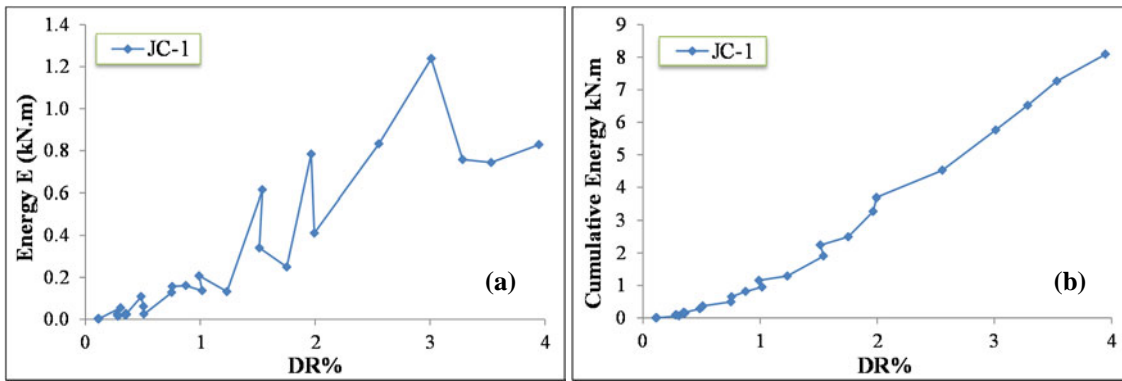 1.4
1.2
1.0
0.8
0.6
0.4
0.2
0.0
Energy E (kN.m)
JC-1
(a)
0 1 2 3 4
DR%
9
8
7
6
5
4
3
2
1
0
Cumulative Energy kN.m
JC-1
(b)
0 1 2 3 4
DR%